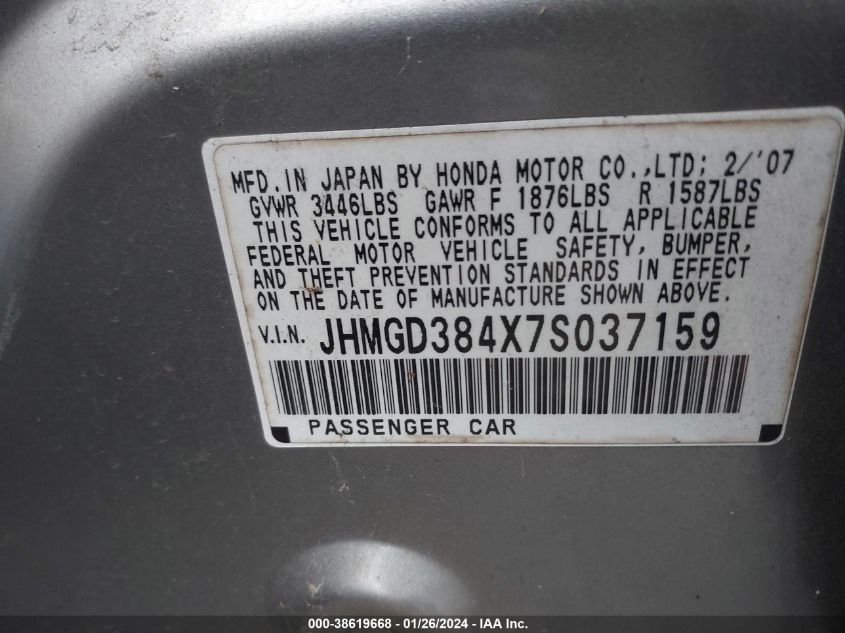 MFD.IN JAPAN BY HONDA MOTOR CO.,LTD; 2/'07
GVWR 3446LBS GAWR F 1876LBS R 1587LBS
THIS VEHICLE CONFORMS TO ALL APPLICABLE
FEDERAL MOTOR VEHICLE SAFETY, BUMPER,
AND THEFT PREVENTION STANDARDS IN EFFECT
ON THE DATE OF MANUFACTURE SHOWN ABOVE.
V.I.N. JHMGD384X7S037159
PASSENGER CAR
000-38619668 - 01/26/2024 - © IAA Inc.